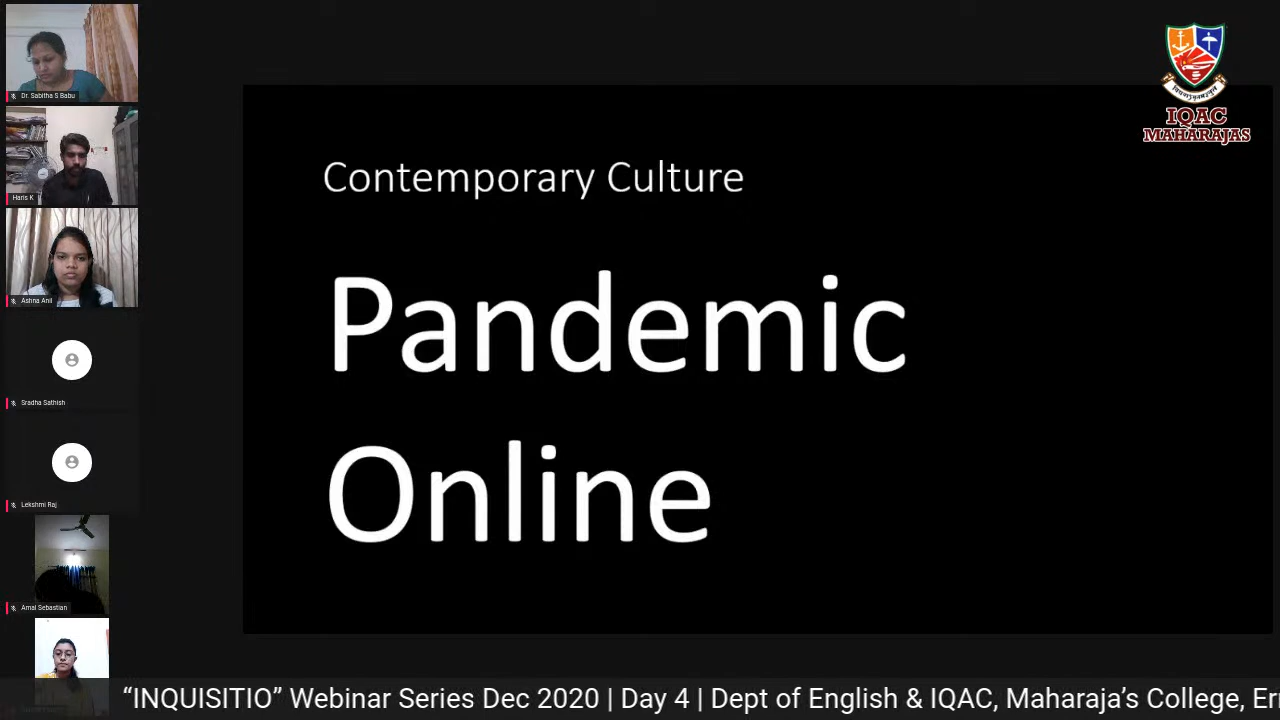 Dr. Sabitha S Babu
Haris K
Ashna Anil
Sradha Sathish
Lekshmi Raj
Amal Sebastian
IQAC
MAHARAJAS
Contemporary Culture
Pandemic
Online
“INQUISITIO” Webinar Series Dec 2020 | Day 4 | Dept of English & IQAC, Maharaja’s College, Er